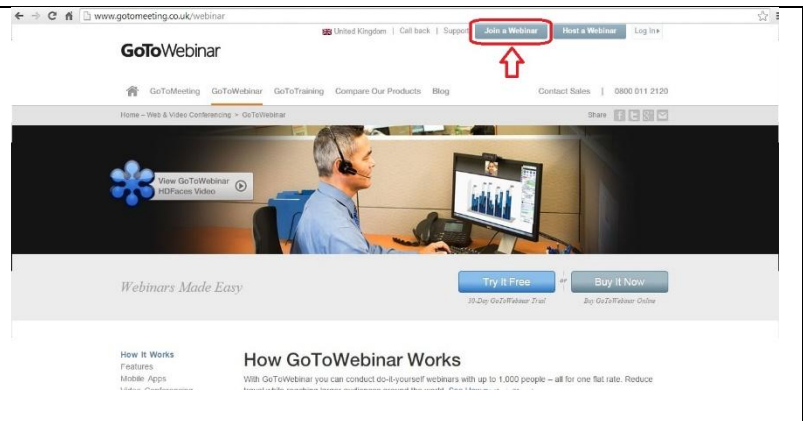 www.gotomeeting.co.uk/webinar
United Kingdom | Call back | Support Join a Webinar Host a Webinar Log In
GoToWebinar
GoToMeeting GoToWebinar GoToTraining Compare Our Products Blog Contact Sales | 0800 011 2120
Home – Web & Video Conferencing > GoToWebinar Share
View GoToWebinar
HDFaces Video
Webinars Made Easy
Try It Free or Buy It Now
30-Day GoToWebinar Trial Buy GoToWebinar Online
How It Works
Features
Mobile Apps
How GoToWebinar Works
With GoToWebinar you can conduct do-it-yourself webinars with up to 1,000 people – all for one flat rate. Reduce